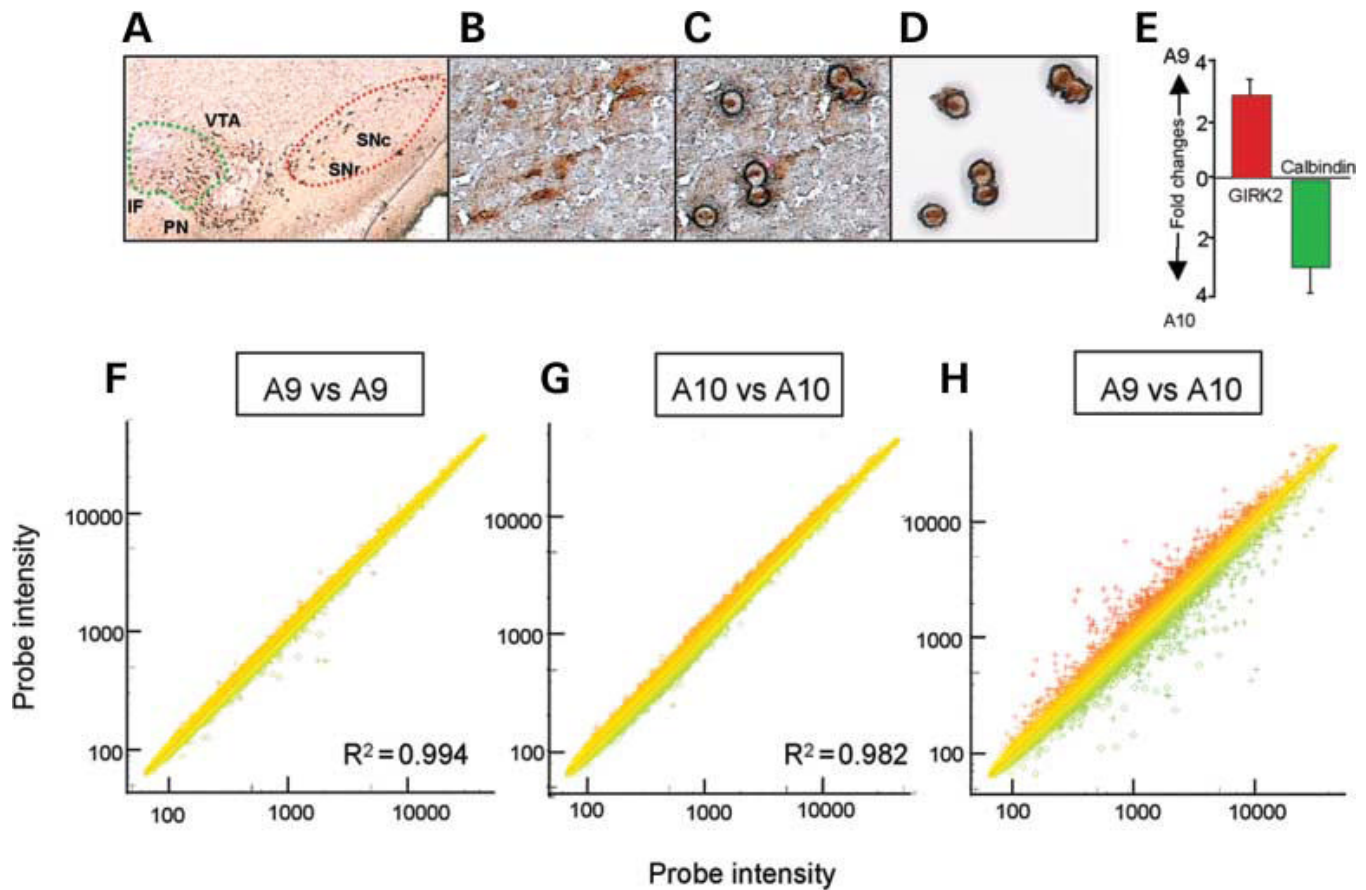 A
B
C
D
E
VTA
SNc
SNr
IF
PN
A9
4
2
0
2
4
Fold changes
Calbindin
GIRK2
A10
F
A9 vs A9
G
A10 vs A10
H
A9 vs A10
Probe intensity
10000
1000
100
R² = 0.994
100
1000
10000
10000
1000
100
R² = 0.982
100
1000
10000
10000
1000
100
100
1000
10000
Probe intensity